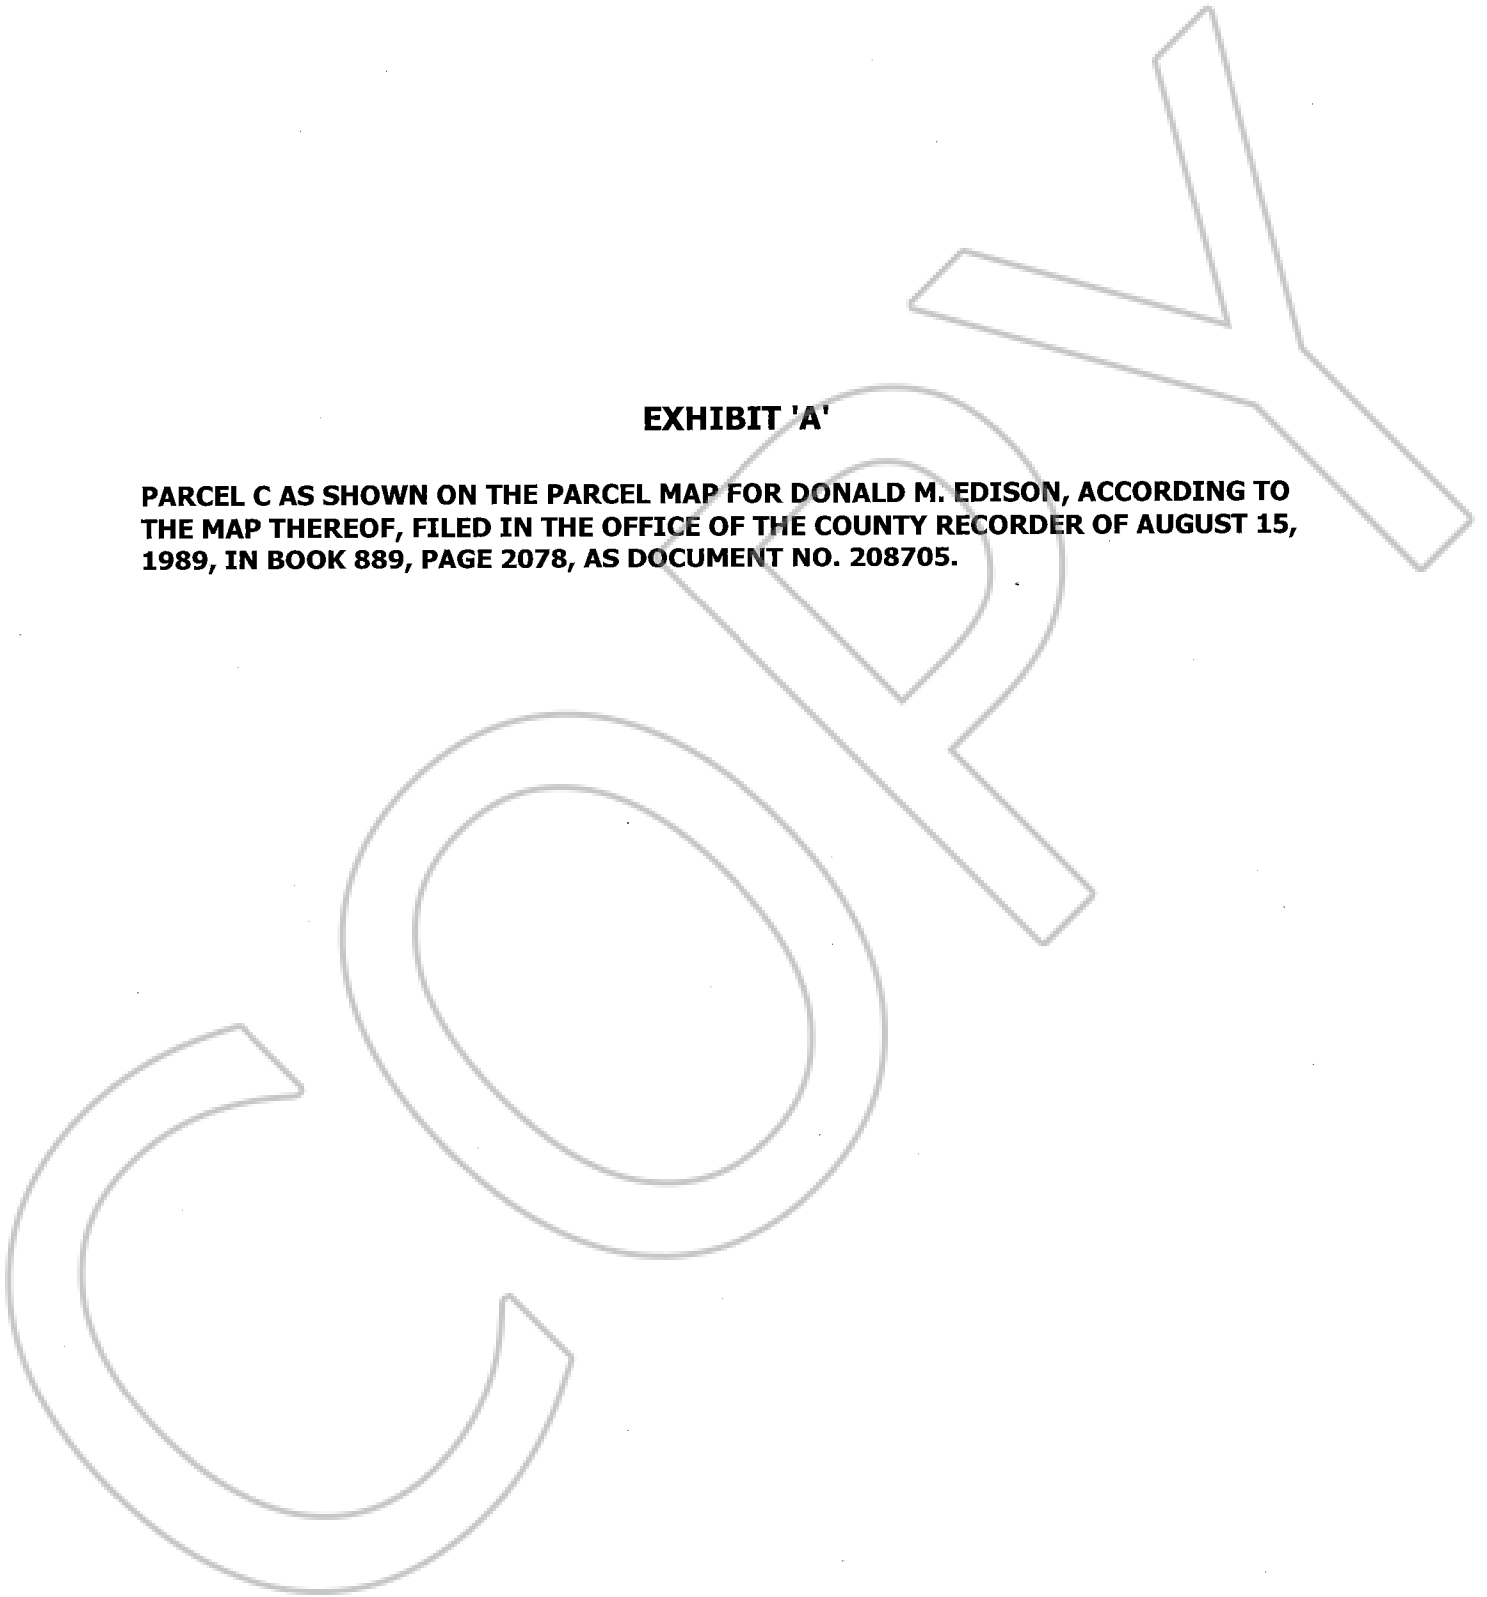 EXHIBIT 'A'
PARCEL C AS SHOWN ON THE PARCEL MAP FOR DONALD M. EDISON, ACCORDING TO
THE MAP THEREOF, FILED IN THE OFFICE OF THE COUNTY RECORDER OF AUGUST 15,
1989, IN BOOK 889, PAGE 2078, AS DOCUMENT NO. 208705.
COPY